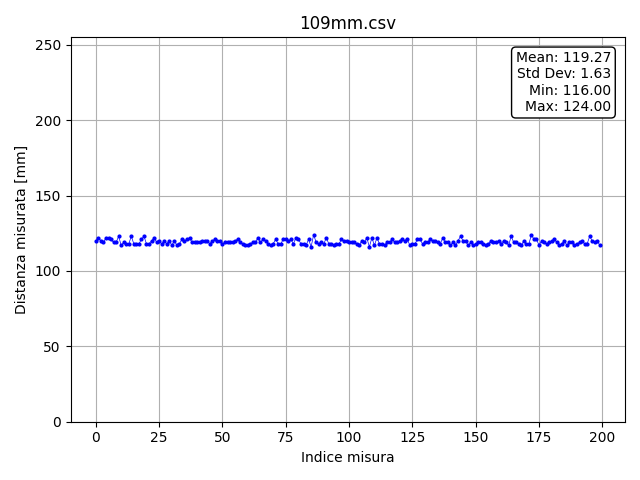 109mm.csv
Mean: 119.27
Std Dev: 1.63
Min: 116.00
Max: 124.00
Distanza misurata [mm]
250
200
150
100
50
0
0 25 50 75 100 125 150 175 200
Indice misura